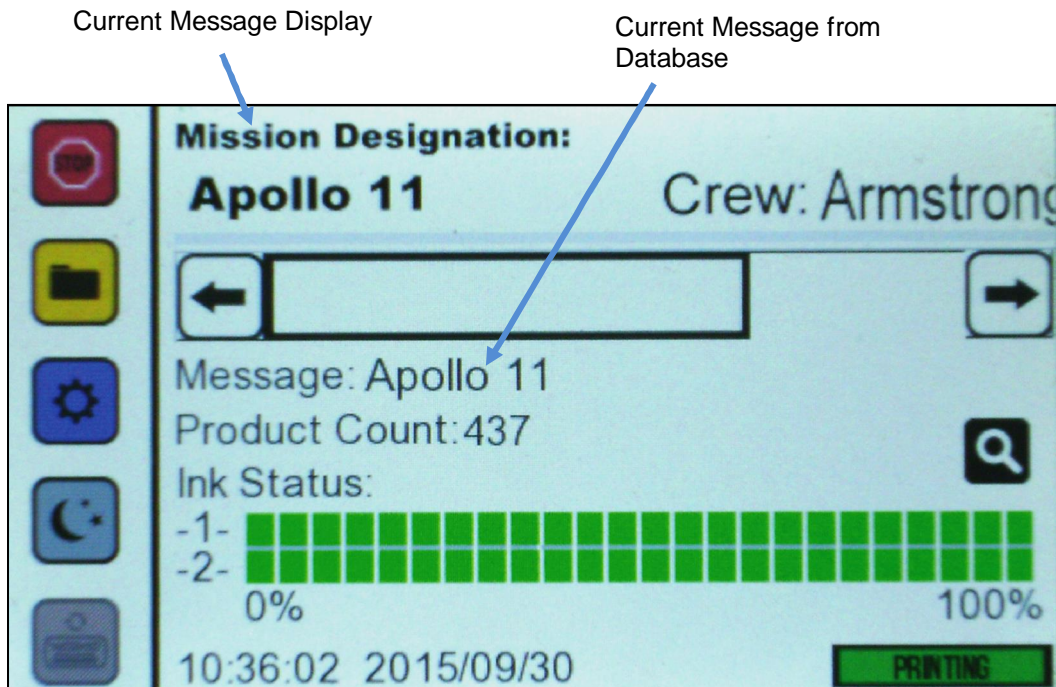 Current Message Display
Current Message from
Database
STOP
Mission Designation:
Apollo 11 Crew: Armstrong
Message: Apollo 11
Product Count:437
Ink Status:
-1-
-2-
0% 100%
10:36:02 2015/09/30 PRINTING